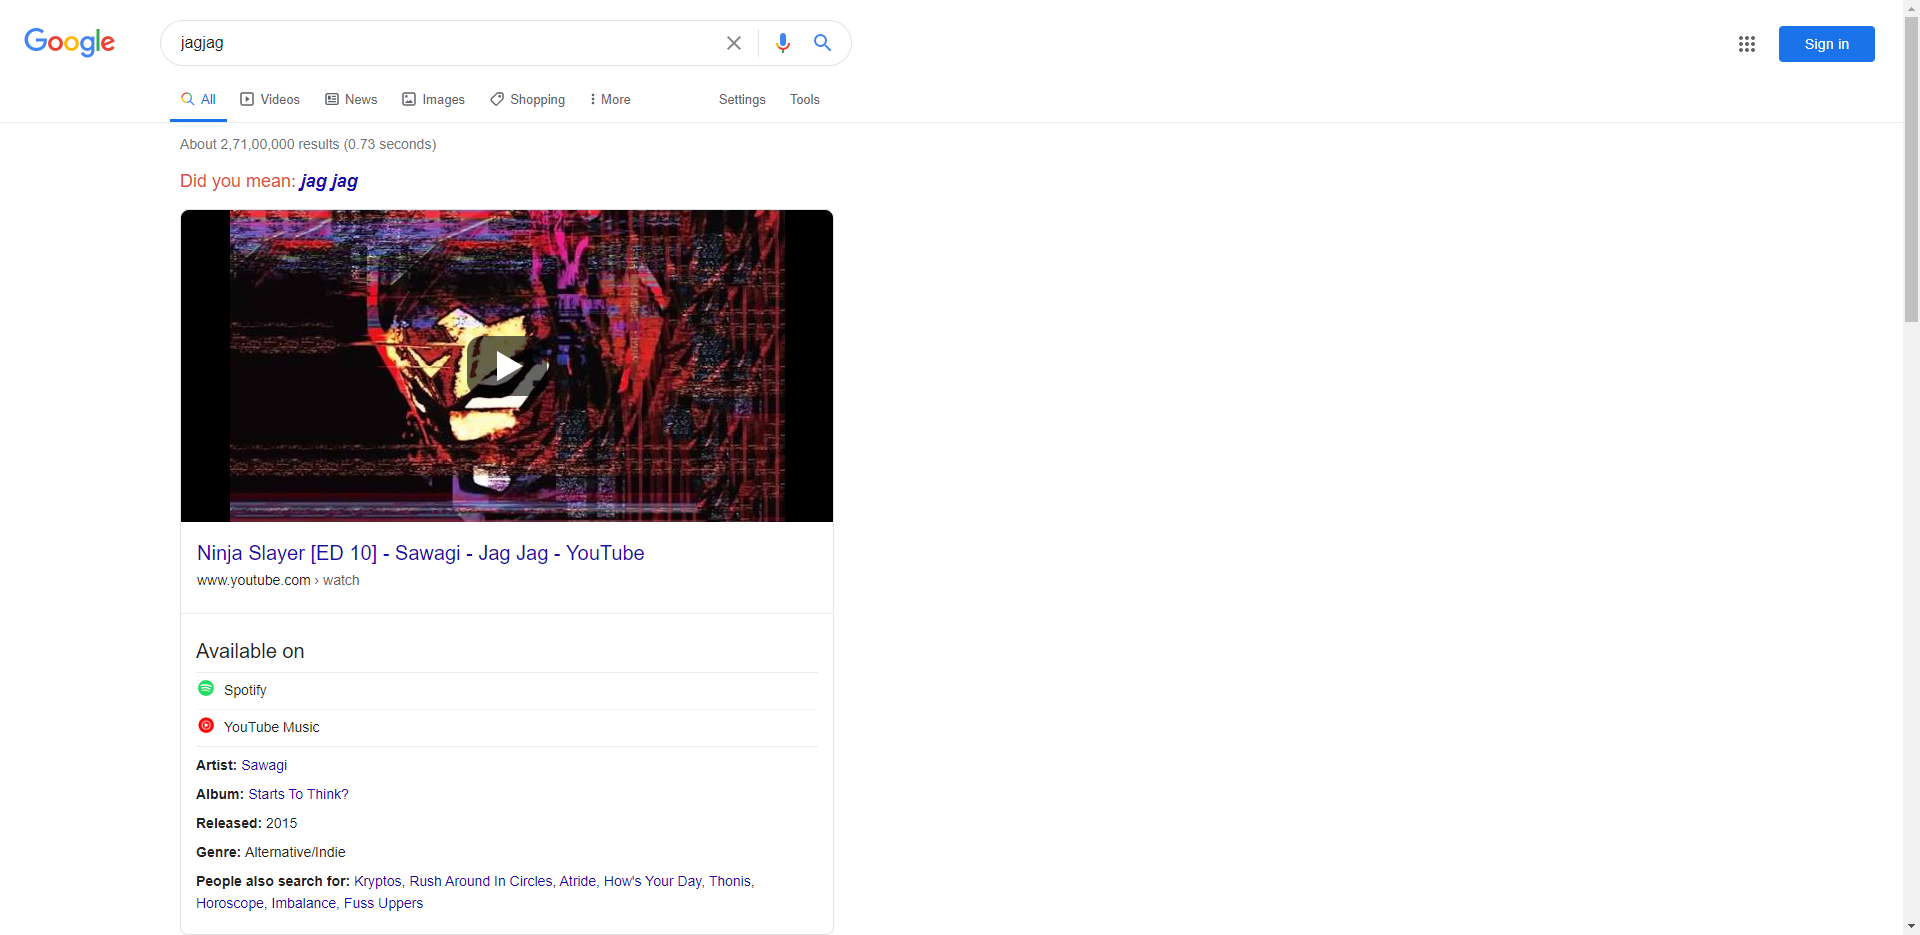 Google
jagjag
Sign in
All Videos News Images Shopping More Settings Tools
About 2,71,00,000 results (0.73 seconds)
Did you mean: jag jag
Ninja Slayer [ED 10] - Sawagi - Jag Jag - YouTube
www.youtube.com › watch
Available on
Spotify
YouTube Music
Artist: Sawagi
Album: Starts To Think?
Released: 2015
Genre: Alternative/Indie
People also search for: Kryptos, Rush Around In Circles, Atride, How's Your Day, Thonis,
Horoscope, Imbalance, Fuss Uppers